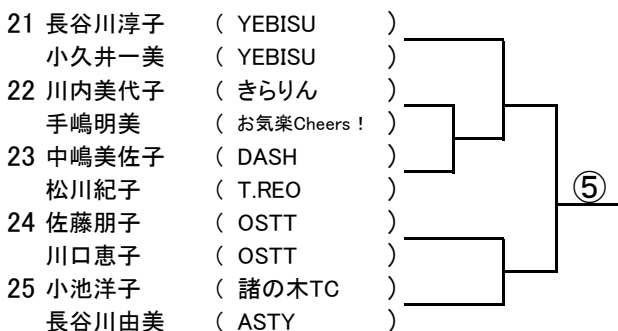 21 長谷川淳子 ( YEBISU )
小久井一美 ( YEBISU )
22 川内美代子 ( きらりん )
手嶋明美 ( お気楽Cheers! )
23 中嶋美佐子 ( DASH )
松川紀子 ( T.REO )
⑤
24 佐藤朋子 ( OSTT )
川口恵子 ( OSTT )
25 小池洋子 ( 諸の木TC )
長谷川由美 ( ASTY )